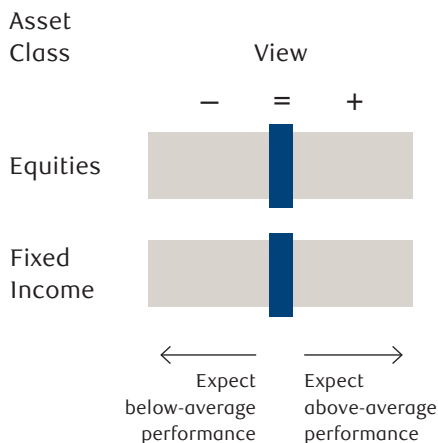 Asset
Class
View
– = +
Equities
Fixed
Income
Expect
below-average
performance
Expect
above-average
performance